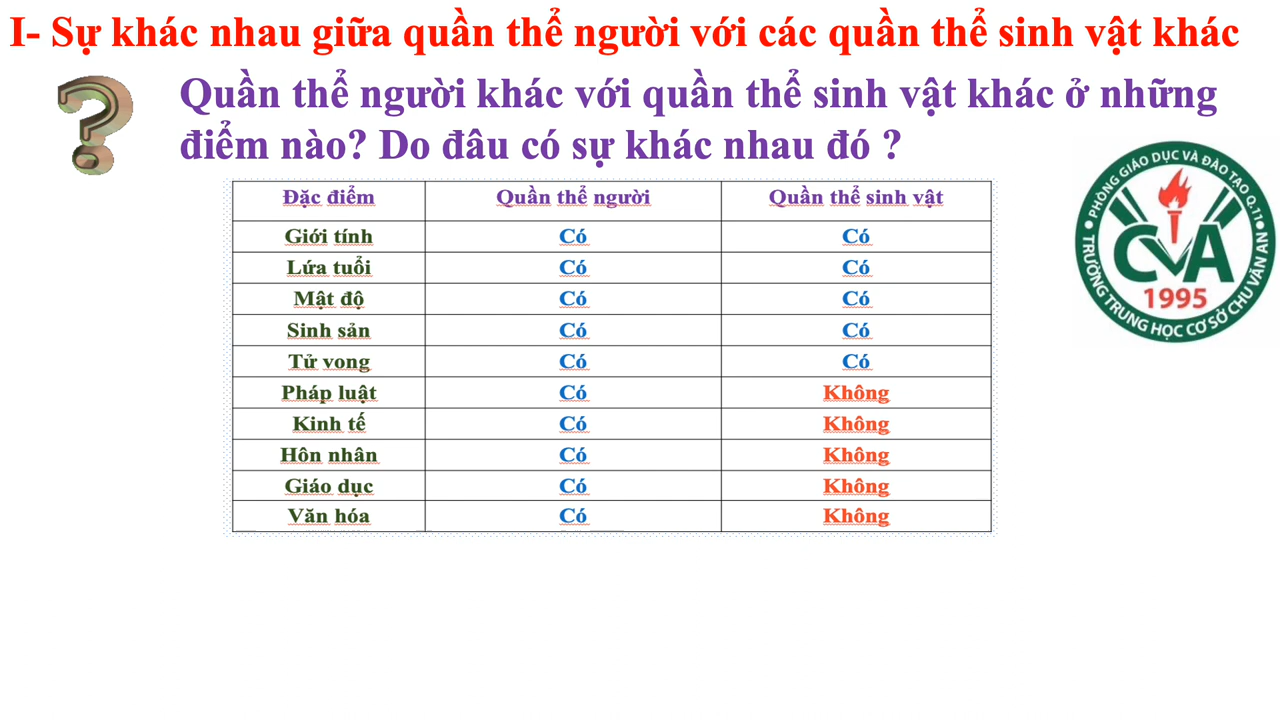 I- Sự khác nhau giữa quần thể người với các quần thể sinh vật khác
Quần thể người khác với quần thể sinh vật khác ở những
điểm nào? Do đâu có sự khác nhau đó ?
Đặc điểm Quần thể người Quần thể sinh vật
Giới tính Có Có
Lứa tuổi Có Có
Mật độ Có Có
Sinh sản Có Có
Tử vong Có Có
Pháp luật Có Không
Kinh tế Có Không
Hôn nhân Có Không
Giáo dục Có Không
Văn hóa Có Không
PHÒNG GIÁO DỤC VÀ ĐÀO TẠO Q.11
CVA
1995
TRƯỜNG TRUNG HỌC CƠ SỞ CHU VĂN AN